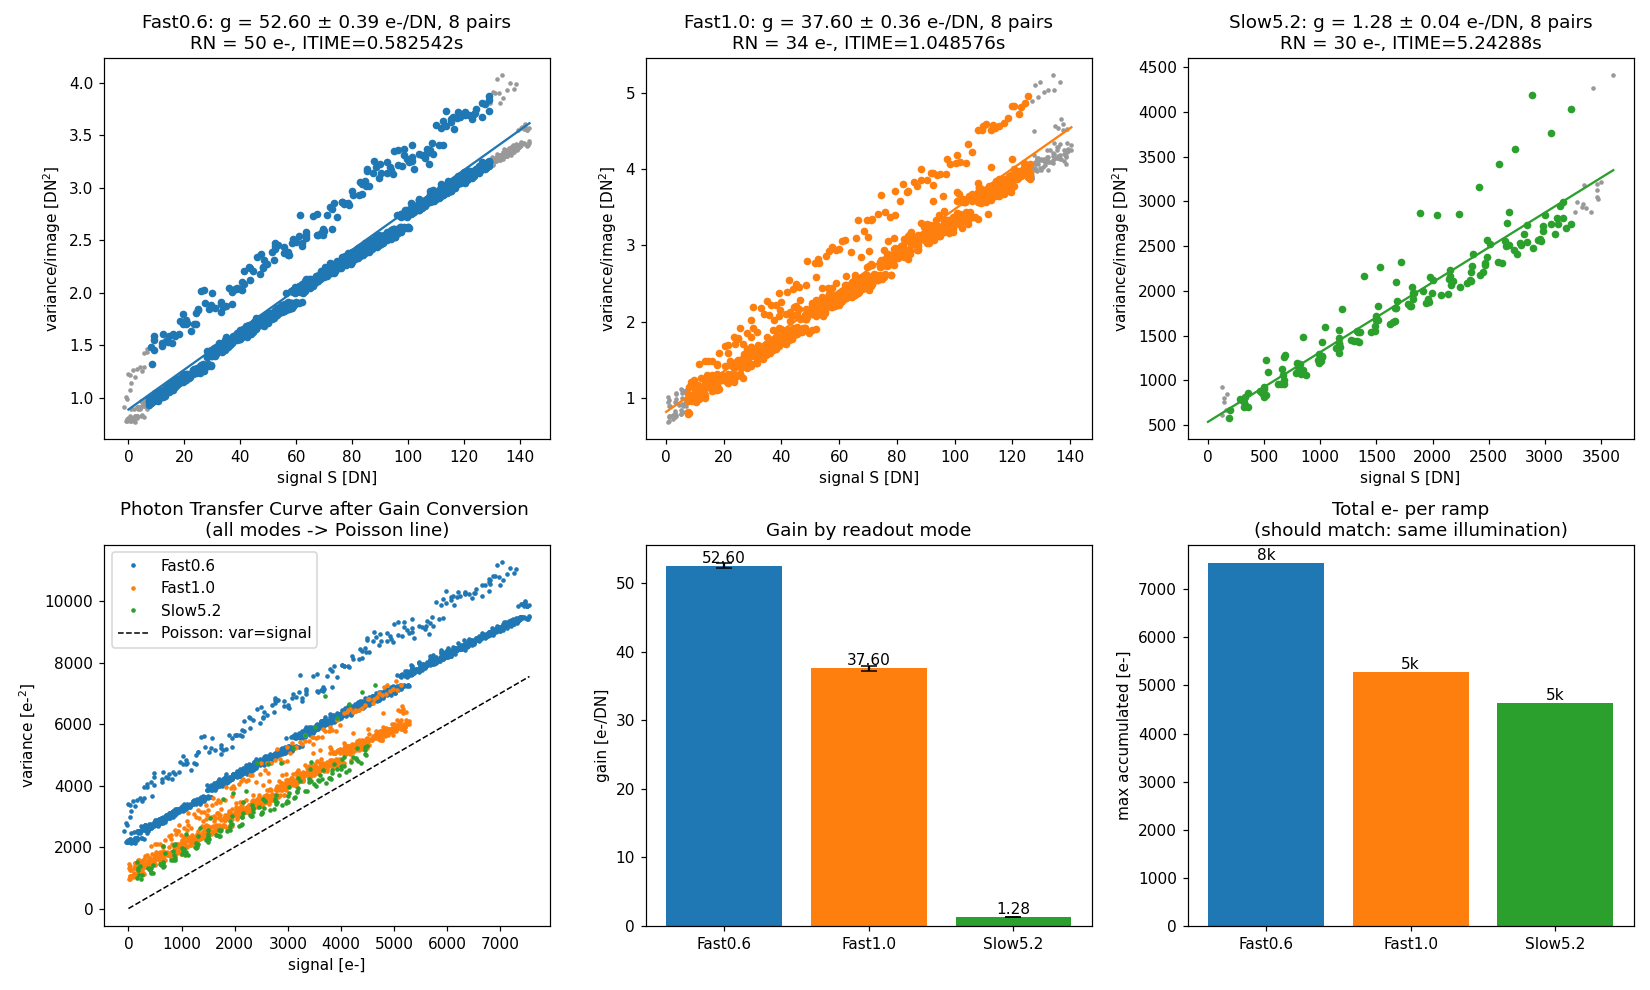 Fast0.6: g = 52.60 ± 0.39 e-/DN, 8 pairs
RN = 50 e-, ITIME=0.582542s
variance/image [DN²]
4.0
3.5
3.0
2.5
2.0
1.5
1.0
0 20 40 60 80 100 120 140
signal S [DN]
Fast1.0: g = 37.60 ± 0.36 e-/DN, 8 pairs
RN = 34 e-, ITIME=1.048576s
variance/image [DN²]
5
4
3
2
1
0 20 40 60 80 100 120 140
signal S [DN]
Slow5.2: g = 1.28 ± 0.04 e-/DN, 8 pairs
RN = 30 e-, ITIME=5.24288s
variance/image [DN²]
4500
4000
3500
3000
2500
2000
1500
1000
500
0 500 1000 1500 2000 2500 3000 3500
signal S [DN]
Photon Transfer Curve after Gain Conversion
(all modes -> Poisson line)
Fast0.6
Fast1.0
Slow5.2
Poisson: var=signal
variance [e-²]
10000
8000
6000
4000
2000
0
0 1000 2000 3000 4000 5000 6000 7000
signal [e-]
Gain by readout mode
gain [e-/DN]
50
40
30
20
10
0
52.60
37.60
1.28
Fast0.6 Fast1.0 Slow5.2
Total e- per ramp
(should match: same illumination)
max accumulated [e-]
7000
6000
5000
4000
3000
2000
1000
0
8k
5k
5k
Fast0.6 Fast1.0 Slow5.2